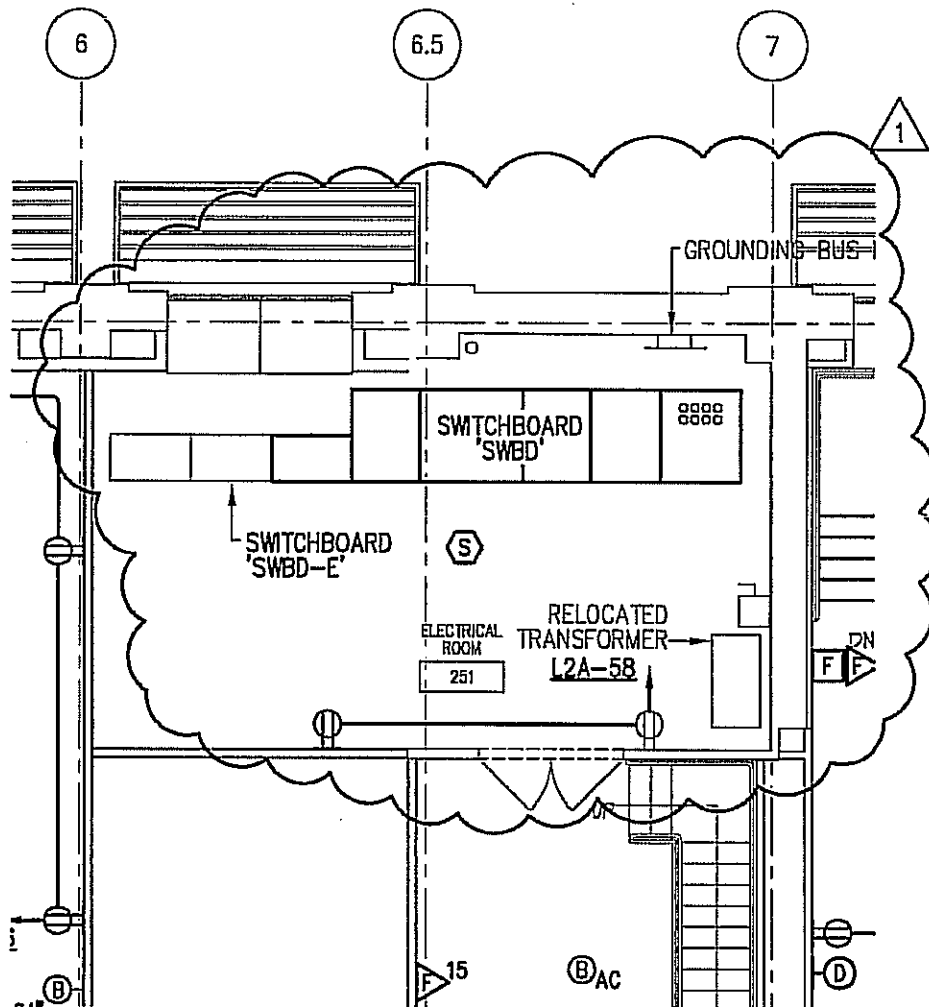 6
6.5
7
1
GROUNDING BUS
SWITCHBOARD
'SWBD'
SWITCHBOARD
'SWBD-E'
S
ELECTRICAL
ROOM
251
RELOCATED
TRANSFORMER
L2A-58
DN
F
F
UP
15
F
B
AC
B
D